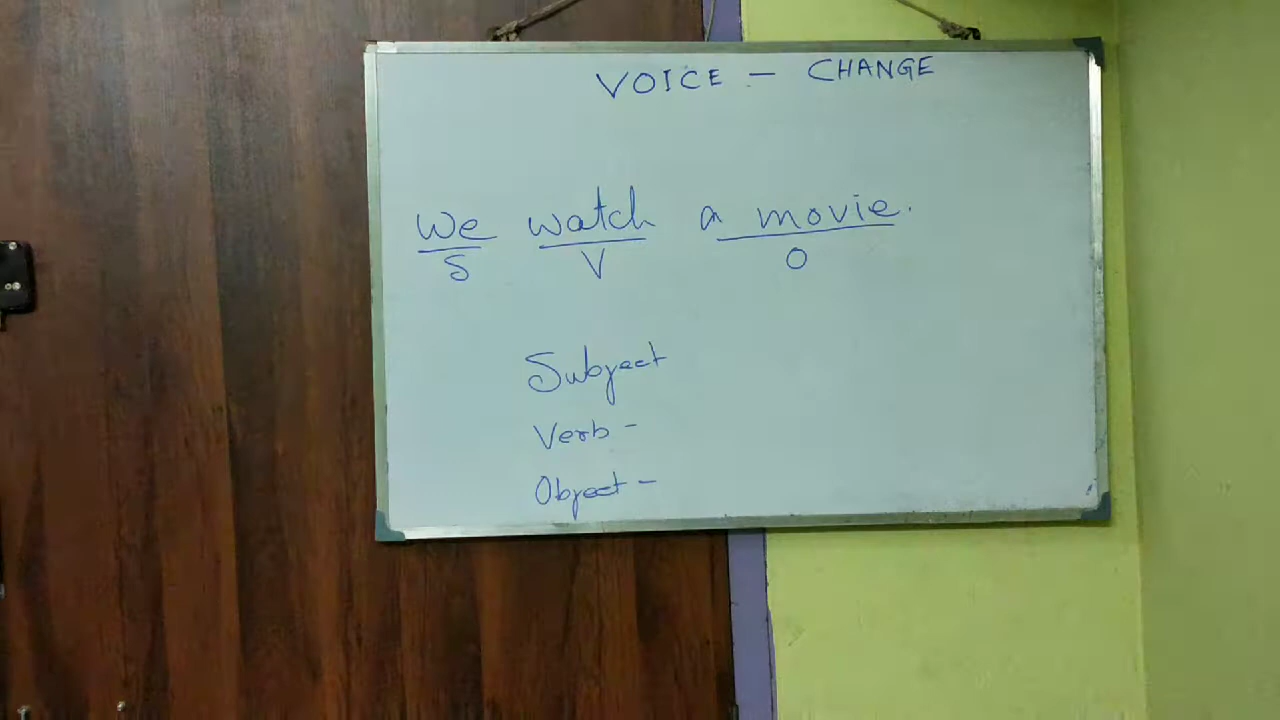 VOICE - CHANGE
We watch a movie.
S V O
Subject
Verb -
Object -